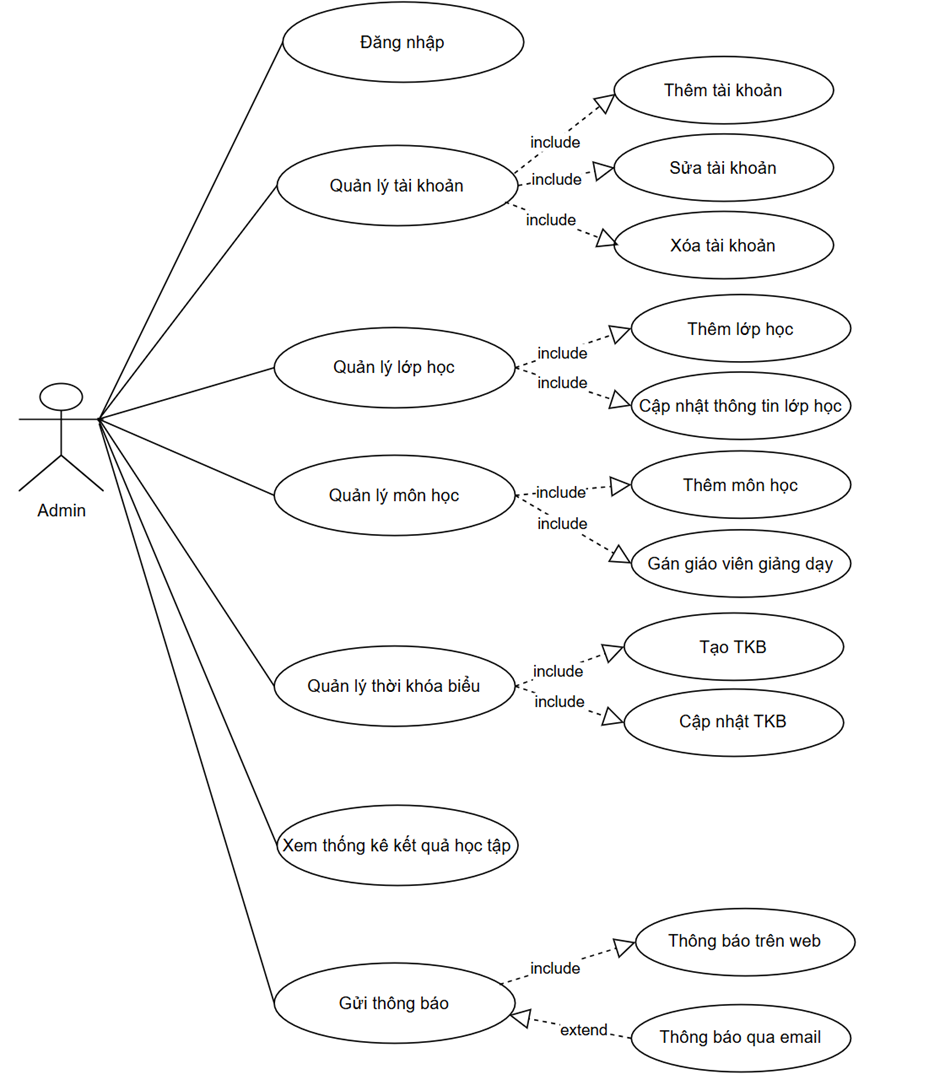 Đăng nhập
Thêm tài khoản
include
Sửa tài khoản
include
Quản lý tài khoản
include
Xóa tài khoản
Thêm lớp học
include
Quản lý lớp học
include
Cập nhật thông tin lớp học
Admin
Thêm môn học
include
Quản lý môn học
include
Gán giáo viên giảng dạy
Tạo TKB
include
Quản lý thời khóa biểu
include
Cập nhật TKB
Xem thống kê kết quả học tập
Thông báo trên web
include
Gửi thông báo
extend
Thông báo qua email